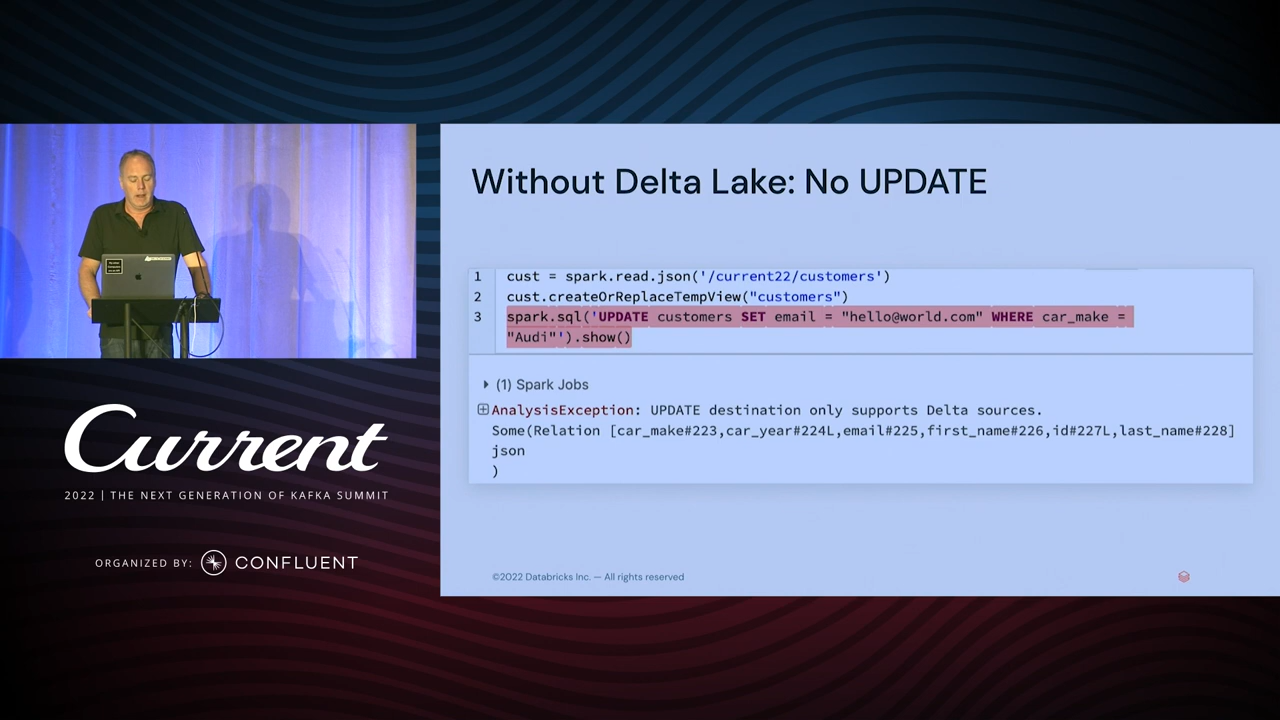 Without Delta Lake: No UPDATE
1 cust = spark.read.json('/current22/customers')
2 cust.createOrReplaceTempView("customers")
3 spark.sql('UPDATE customers SET email = "hello@world.com" WHERE car_make =
"Audi"').show()
(1) Spark Jobs
AnalysisException: UPDATE destination only supports Delta sources.
Some(Relation [car_make#223,car_year#224L,email#225,first_name#226,id#227L,last_name#228]
json
)
©2022 Databricks Inc. — All rights reserved
Current
2022 | THE NEXT GENERATION OF KAFKA SUMMIT
ORGANIZED BY: CONFLUENT